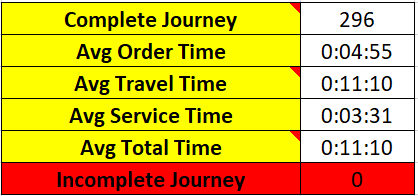 Complete Journey 296
Avg Order Time 0:04:55
Avg Travel Time 0:11:10
Avg Service Time 0:03:31
Avg Total Time 0:11:10
Incomplete Journey 0